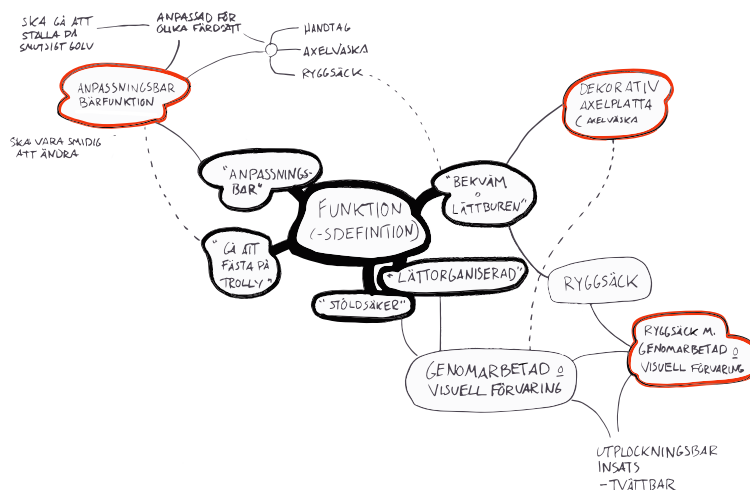 SKA GÅ ATT
STÄLLA PÅ
SMUTSIGT GOLV
ANPASSAD FÖR
OLIKA FÄRDSÄTT
HANDTAG
AXELVÄSKA
RYGGSÄCK
ANPASSNINGSBAR
BÄRFUNKTION
SKA VARA SMIDIG
ATT ÄNDRA
DEKORATIV
AXELPLATTA
( AXELVÄSKA
"ANPASSNINGS-
BAR"
"BEKVÄM
O
LÄTTBUREN"
FUNKTION
(-SDEFINTION)
"GÅ ATT
FÄSTA PÅ
TROLLY"
"LÄTTORGANISERAD"
"STÖLDSÄKER"
RYGGSÄCK
RYGGSÄCK M.
GENOMARBETAD O
VISUELL FÖRVARING
GENOMARBETAD O
VISUELL FÖRVARING
UTPLOCKNINGSBAR
INSATS
-TVÄTTBAR